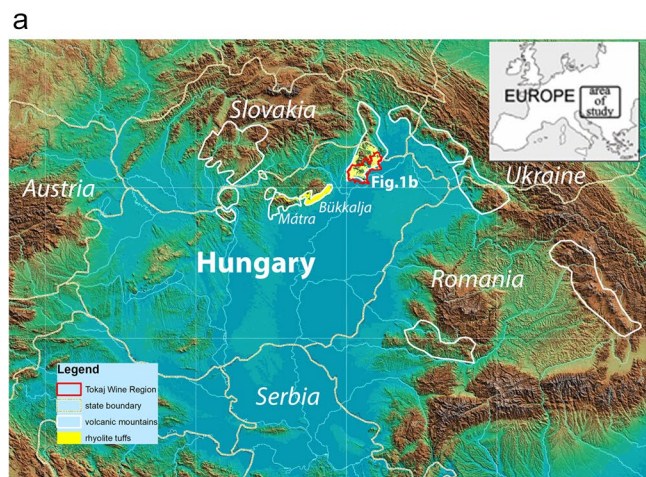 a
EUROPE
area
of
study
Slovakia
Austria
Ukraine
Fig.1b
Bükkalja
Mátra
Hungary
Romania
Legend
Tokaj Wine Region
state boundary
volcanic mountains
rhyolite tuffs
Serbia